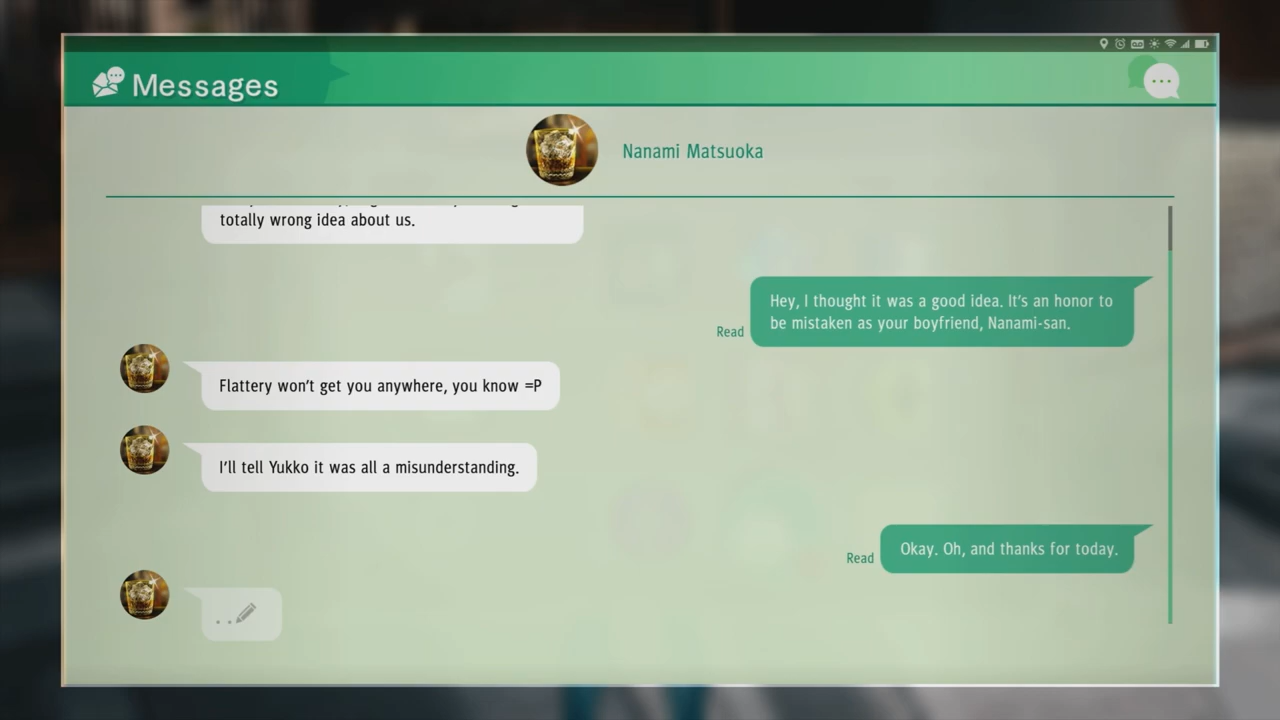 Messages
Nanami Matsuoka
totally wrong idea about us.
Hey, I thought it was a good idea. It's an honor to
be mistaken as your boyfriend, Nanami-san.
Read
Flattery won't get you anywhere, you know =P
I'll tell Yukko it was all a misunderstanding.
Okay. Oh, and thanks for today.
Read